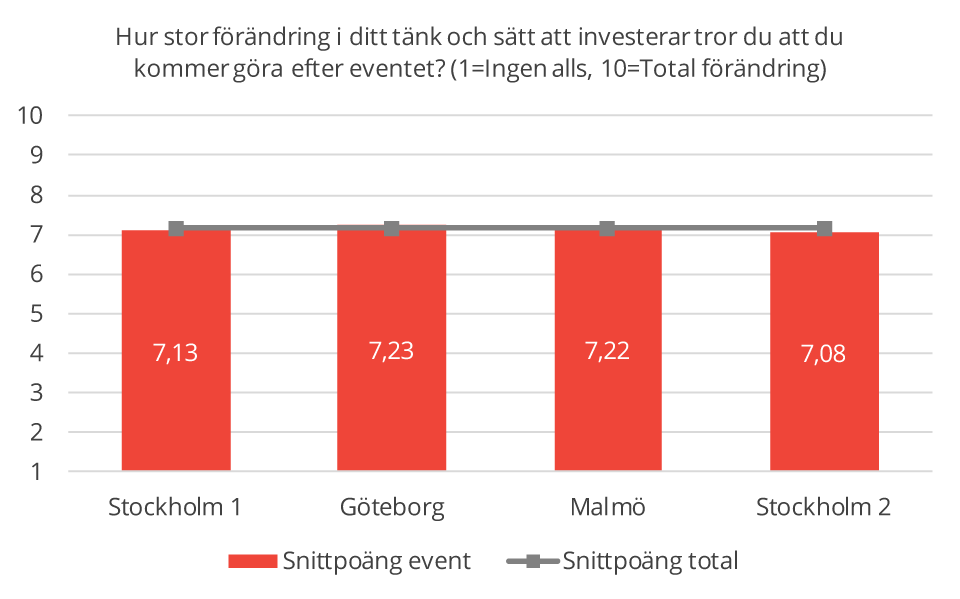 Hur stor förändring i ditt tänk och sätt att investerar tror du att du
kommer göra efter eventet? (1=Ingen alls, 10=Total förändring)
10
9
8
7
6
5
4
3
2
1
7,13
7,23
7,22
7,08
Stockholm 1
Göteborg
Malmö
Stockholm 2
Snittpoäng event
Snittpoäng total